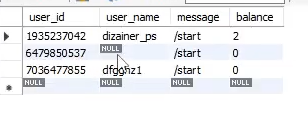 user_id user_name message balance
1935237042 dizainer_ps /start 2
6479850537 NULL /start 0
7036477855 dfgghz1 /start 0
NULL NULL NULL NULL